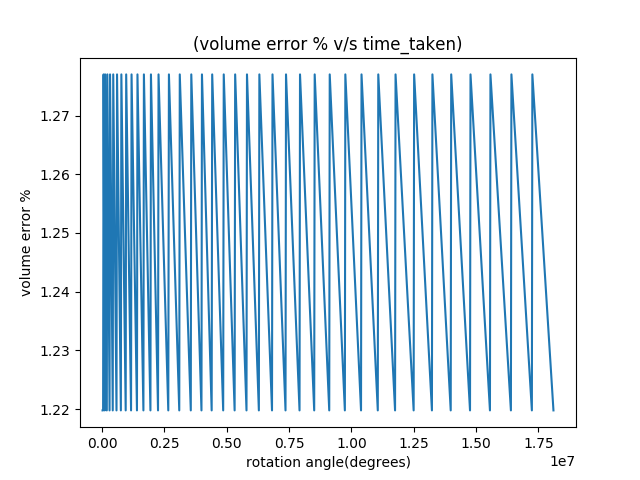 (volume error % v/s time_taken)
volume error %
1.27
1.26
1.25
1.24
1.23
1.22
0.00 0.25 0.50 0.75 1.00 1.25 1.50 1.75
1e7
rotation angle(degrees)